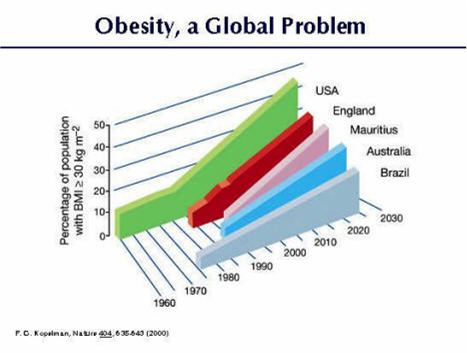 Obesity, a Global Problem
Percentage of population
with BMI ≥ 30 kg m⁻²
50
40
30
20
10
0
USA
England
Mauritius
Australia
Brazil
1960
1970
1980
1990
2000
2010
2020
2030
P. G. Kopelman, Nature 404, 635-643 (2000)